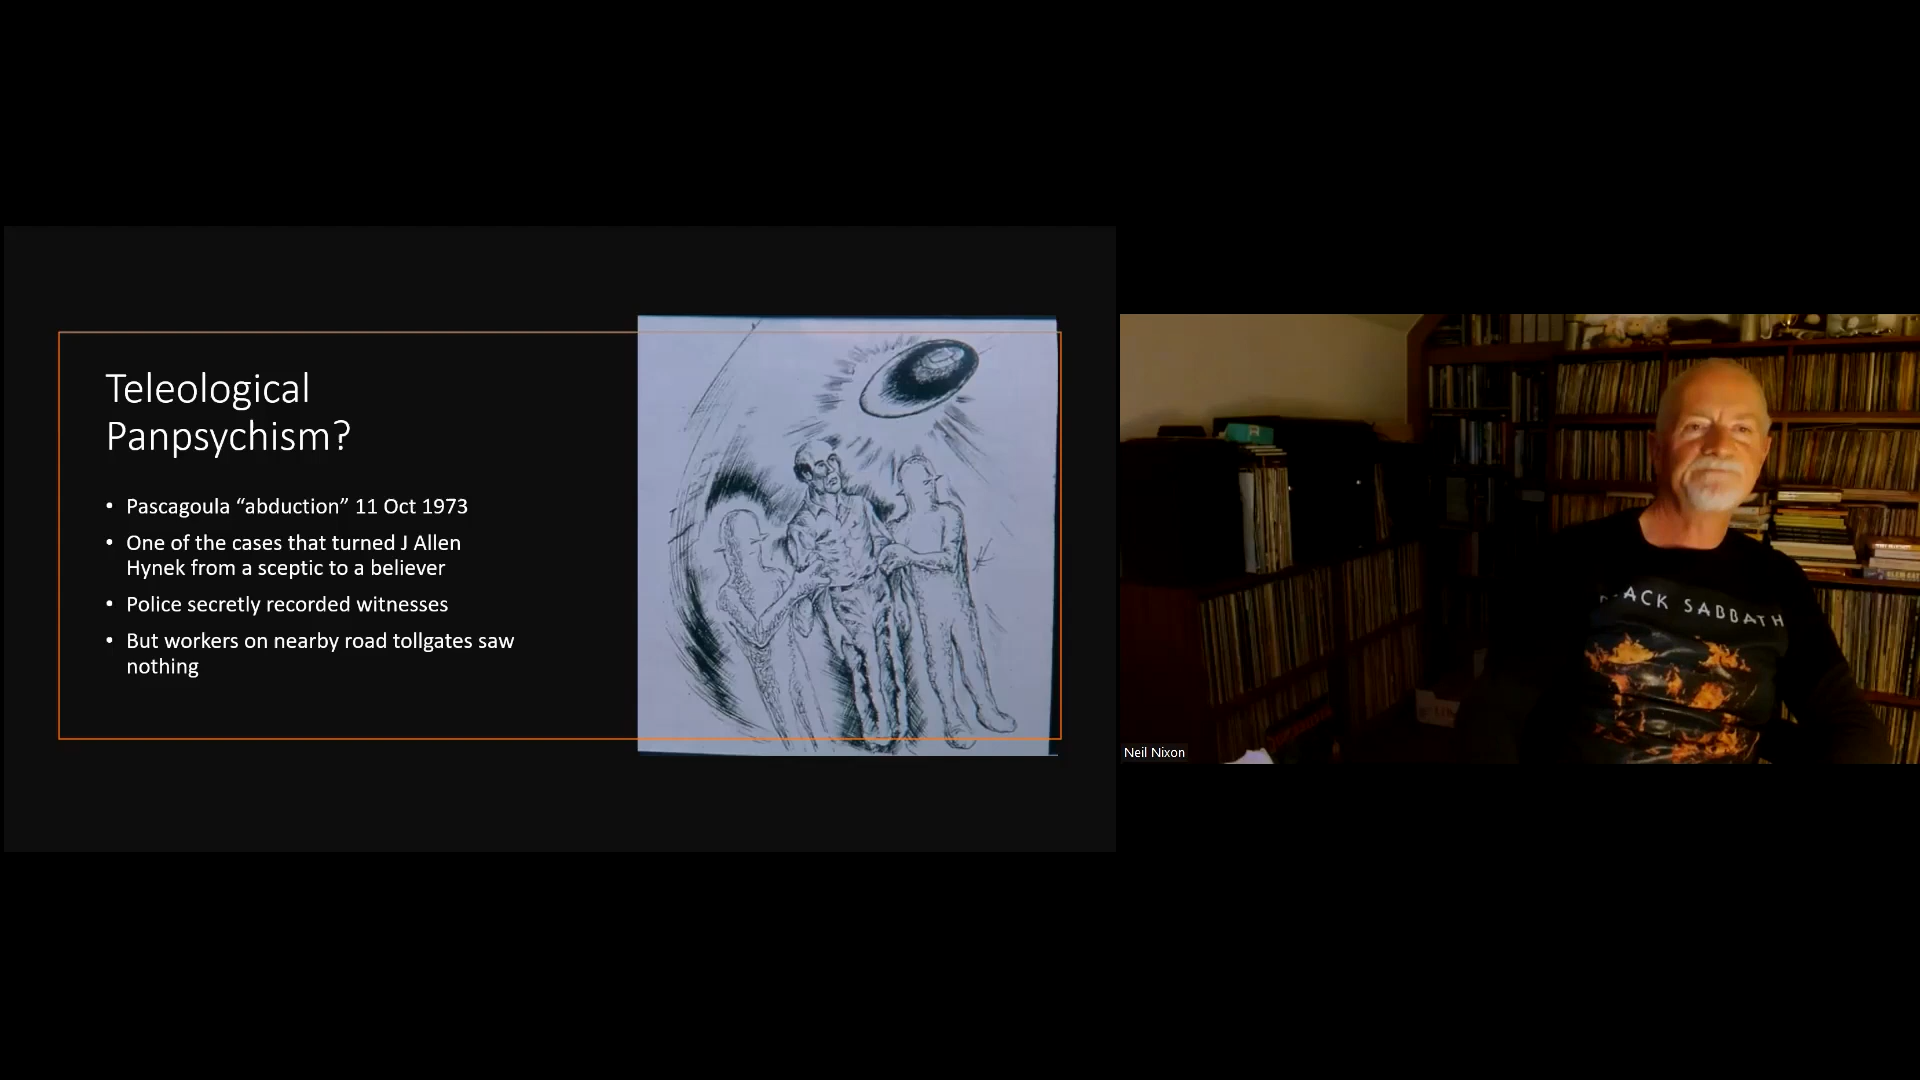 Teleological
Panpsychism?
• Pascagoula “abduction” 11 Oct 1973
• One of the cases that turned J Allen
Hynek from a sceptic to a believer
• Police secretly recorded witnesses
• But workers on nearby road tollgates saw
nothing
SABBATH
Neil Nixon